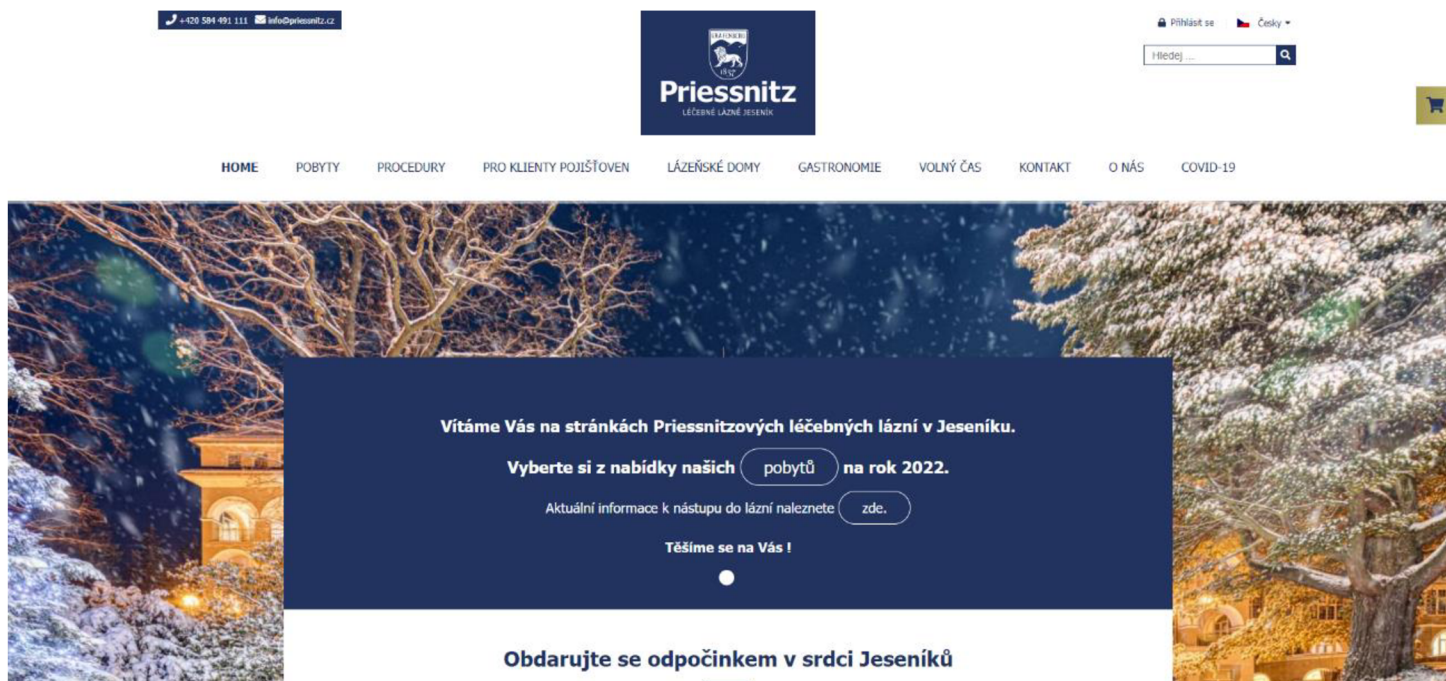 +420 584 491 111 info@priessnitz.cz
GRÄFENBERG
1837
Priessnitz
LÉČEBNÉ LÁZNĚ JESENÍK
Přihlásit se Česky
Hledej ...
HOME POBYTY PROCEDURY PRO KLIENTY POJIŠŤOVEN LÁZEŇSKÉ DOMY GASTRONOMIE VOLNÝ ČAS KONTAKT O NÁS COVID-19
Vítáme Vás na stránkách Priessnitzových léčebných lázní v Jeseníku.
Vyberte si z nabídky našich pobytů na rok 2022.
Aktuální informace k nástupu do lázní naleznete zde.
Těšíme se na Vás !
Obdarujte se odpočinkem v srdci Jeseníků